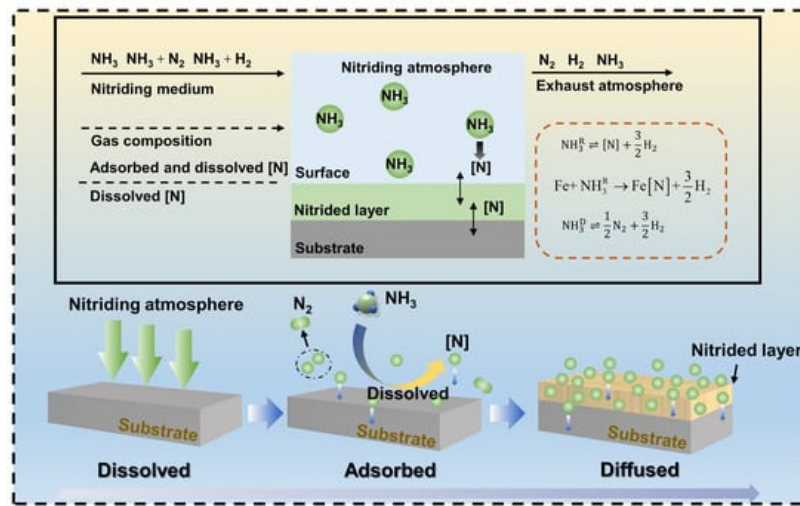 NH₃ NH₃ + N₂ NH₃ + H₂
Nitriding medium
Gas composition
Adsorbed and dissolved [N]
Dissolved [N]
Nitriding atmosphere
NH₃
NH₃
NH₃
NH₃
[N]
Surface
Nitrided layer
[N]
Substrate
N₂ H₂ NH₃
Exhaust atmosphere
NH₃ᴿ ⇌ [N] + 3/2 H₂
Fe+ NH₃ᴿ → Fe[N] + 3/2 H₂
NH₃ᴰ ⇌ 1/2 N₂ + 3/2 H₂
Nitriding atmosphere
Substrate
Dissolved
N₂
NH₃
[N]
Dissolved
Substrate
Adsorbed
Nitrided layer
Substrate
Diffused